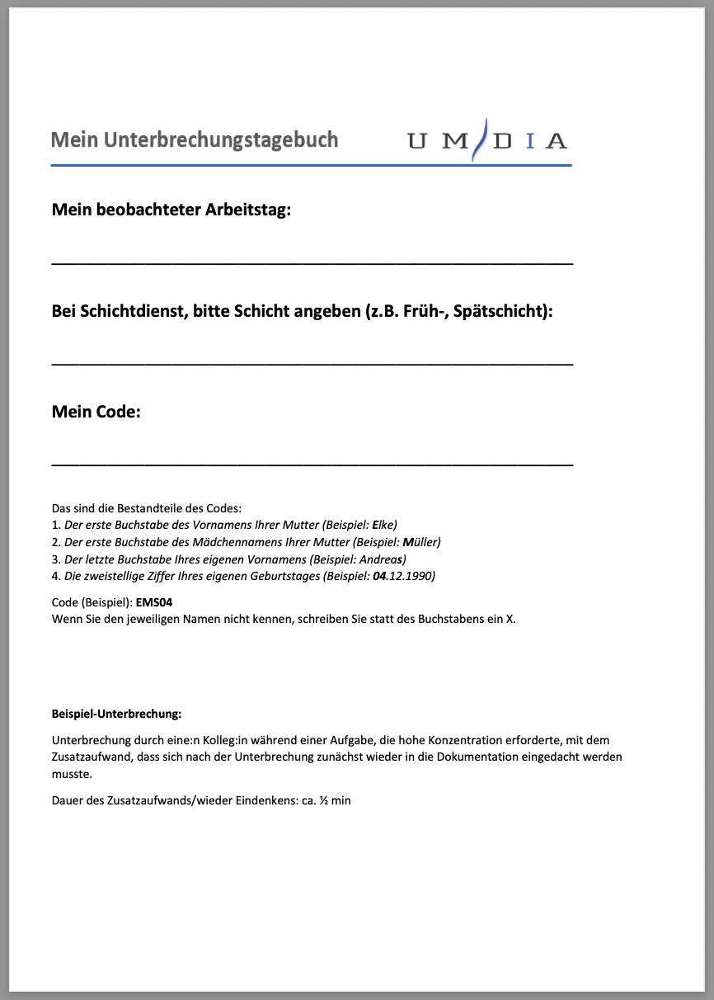 Mein Unterbrechungstagebuch
UM DIA
Mein beobachteter Arbeitstag:
Bei Schichtdienst, bitte Schicht angeben (z.B. Früh-, Spätschicht):
Mein Code:
Das sind die Bestandteile des Codes:
1. Der erste Buchstabe des Vornamens Ihrer Mutter (Beispiel: Elke)
2. Der erste Buchstabe des Mädchennamens Ihrer Mutter (Beispiel: Müller)
3. Der letzte Buchstabe Ihres eigenen Vornamens (Beispiel: Andreas)
4. Die zweistellige Ziffer Ihres eigenen Geburtstages (Beispiel: 04.12.1990)
Code (Beispiel): EMS04
Wenn Sie den jeweiligen Namen nicht kennen, schreiben Sie statt des Buchstabens ein X.
Beispiel-Unterbrechung:
Unterbrechung durch eine:n Kolleg:in während einer Aufgabe, die hohe Konzentration erforderte, mit dem
Zusatzaufwand, dass sich nach der Unterbrechung zunächst wieder in die Dokumentation eingedacht werden
musste.
Dauer des Zusatzaufwands/wieder Eindenkens: ca. ½ min